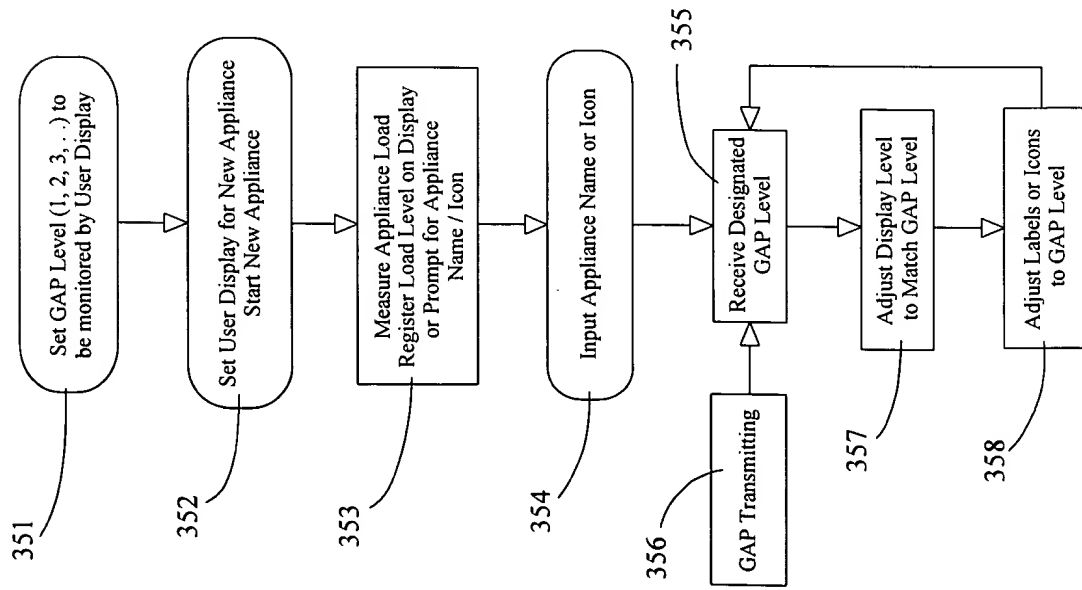 351
Set GAP Level (1, 2, 3, . .) to
be monitored by User Display
352
Set User Display for New Appliance
Start New Appliance
353
Measure Appliance Load
Register Load Level on Display
or Prompt for Appliance
Name / Icon
354
Input Appliance Name or Icon
355
Receive Designated
GAP Level
356
GAP Transmitting
357
Adjust Display Level
to Match GAP Level
358
Adjust Labels or Icons
to GAP Level